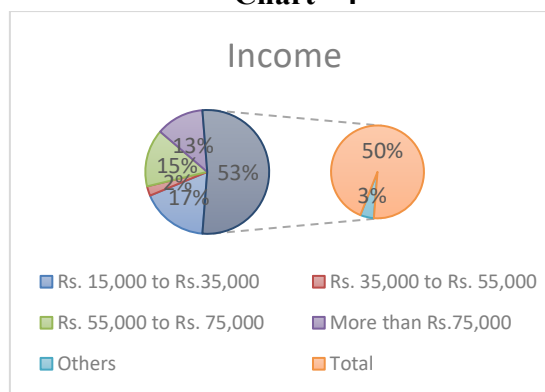 Income
13%
50%
15%
53%
2%
3%
17%
Rs. 15,000 to Rs.35,000
Rs. 35,000 to Rs. 55,000
Rs. 55,000 to Rs. 75,000
More than Rs.75,000
Others
Total